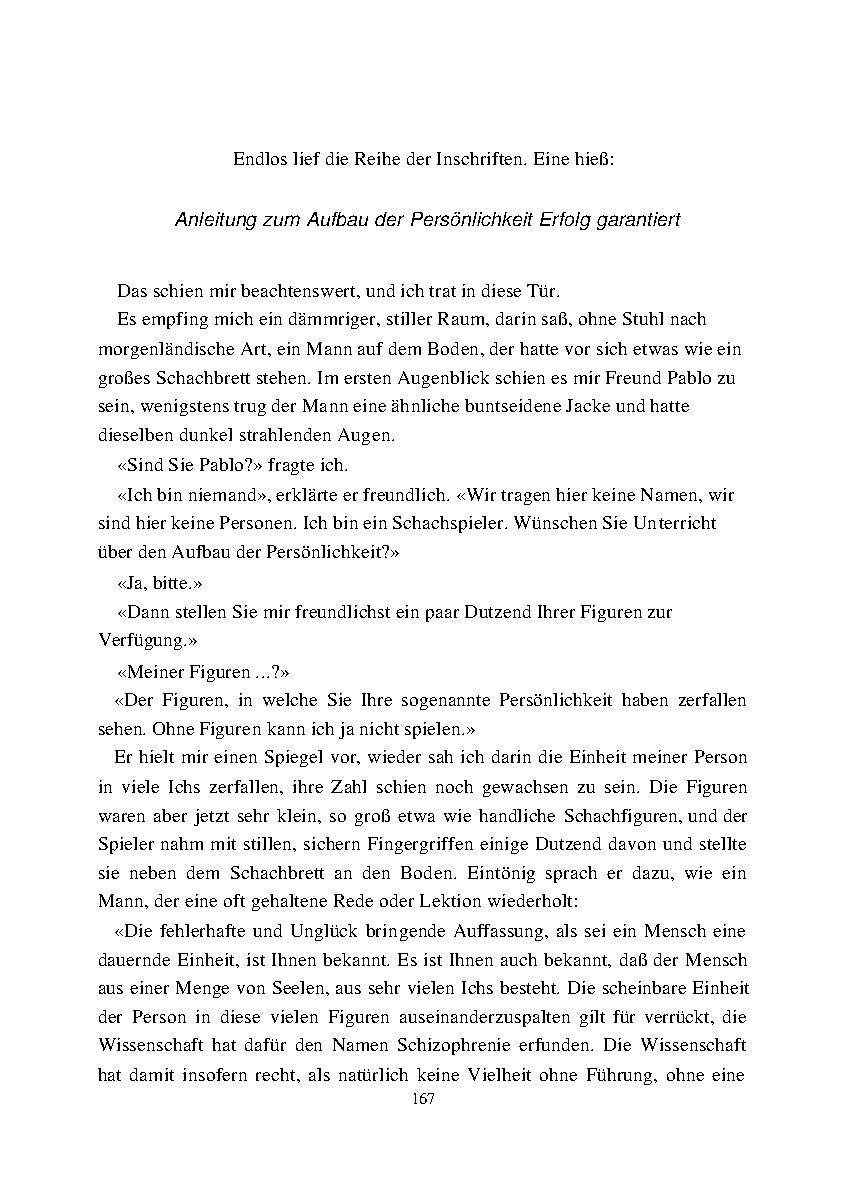 Endlos lief die Reihe der Inschriften. Eine hieß:
Anleitung zum Aufbau der Persönlichkeit Erfolg garantiert
Das schien mir beachtenswert, und ich trat in diese Tür.
Es empfing mich ein dämmriger, stiller Raum, darin saß, ohne Stuhl nach
morgenländische Art, ein Mann auf dem Boden, der hatte vor sich etwas wie ein
großes Schachbrett stehen. Im ersten Augenblick schien es mir Freund Pablo zu
sein, wenigstens trug der Mann eine ähnliche buntseidene Jacke und hatte
dieselben dunkel strahlenden Augen.
«Sind Sie Pablo?» fragte ich.
«Ich bin niemand», erklärte er freundlich. «Wir tragen hier keine Namen, wir
sind hier keine Personen. Ich bin ein Schachspieler. Wünschen Sie Unterricht
über den Aufbau der Persönlichkeit?»
«Ja, bitte.»
«Dann stellen Sie mir freundlichst ein paar Dutzend Ihrer Figuren zur
Verfügung.»
«Meiner Figuren ...?»
«Der Figuren, in welche Sie Ihre sogenannte Persönlichkeit haben zerfallen
sehen. Ohne Figuren kann ich ja nicht spielen.»
Er hielt mir einen Spiegel vor, wieder sah ich darin die Einheit meiner Person
in viele Ichs zerfallen, ihre Zahl schien noch gewachsen zu sein. Die Figuren
waren aber jetzt sehr klein, so groß etwa wie handliche Schachfiguren, und der
Spieler nahm mit stillen, sichern Fingergriffen einige Dutzend davon und stellte
sie neben dem Schachbrett an den Boden. Eintönig sprach er dazu, wie ein
Mann, der eine oft gehaltene Rede oder Lektion wiederholt:
«Die fehlerhafte und Unglück bringende Auffassung, als sei ein Mensch eine
dauernde Einheit, ist Ihnen bekannt. Es ist Ihnen auch bekannt, daß der Mensch
aus einer Menge von Seelen, aus sehr vielen Ichs besteht. Die scheinbare Einheit
der Person in diese vielen Figuren auseinanderzuspalten gilt für verrückt, die
Wissenschaft hat dafür den Namen Schizophrenie erfunden. Die Wissenschaft
hat damit insofern recht, als natürlich keine Vielheit ohne Führung, ohne eine
167